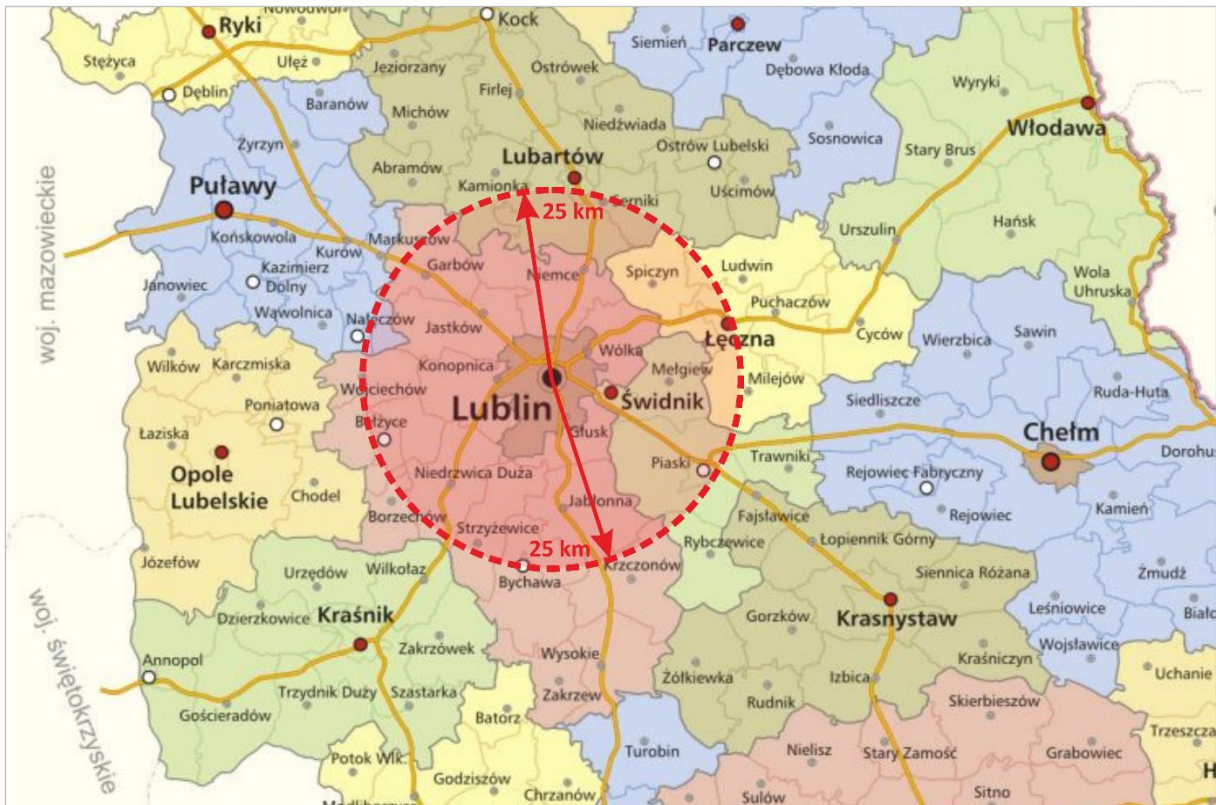 Nowodwór
Kock
Ryki
Siemień
Parczew
Stężyca
Ułęż
Jeziorzany
Ostrówek
Dębowa Kłoda
Dęblin
Baranów
Firlej
Wyryki
Michów
Niedźwiada
Włodawa
Żyrzyn
Sosnowica
Lubartów
Ostrów Lubelski
Stary Brus
Abramów
Kamionka
Uścimów
Puławy
Serniki
25 km
Hańsk
Końskowola
Markuszów
Urszulin
Kurów
woj. mazowieckie
Kazimierz
Dolny
Garbów
Niemce
Spiczyn
Ludwin
Wola
Uhruska
Janowiec
Puchaczów
Wąwolnica
Nałęczów
Jastków
Cyców
Sawin
Łęczna
Wierzbica
Wólka
Wilków
Karczmiska
Konopnica
Mełgiew
Milejów
Wojciechów
Ruda-Huta
Lublin
Świdnik
Siedliszcze
Poniatowa
Bełżyce
Głusk
Chełm
Łaziska
Trawniki
Dorohus
Niedrzwica Duża
Piaski
Rejowiec Fabryczny
Opole
Lubelskie
Chodel
Jabłonna
Kamień
Borzechów
Fajsławice
Rejowiec
Strzyżewice
Łopiennik Górny
25 km
Rybczewice
Józefów
Krzczonów
Urzędów
Wilkołaz
Bychawa
Siennica Różana
Żmudź
Dzierzkowice
Leśniowice
Biało
Kraśnik
Gorzków
Krasnystaw
woj. świętokrzyskie
Zakrzówek
Wojsławice
Wysokie
Kraśniczyn
Annopol
Uchanie
Żółkiewka
Izbica
Trzydnik Duży
Szastarka
Zakrzew
Rudnik
Skierbieszów
Gościeradów
Batorz
Trzeszcza
Turobin
Nielisz
Stary Zamość
Grabowiec
Potok Wlk.
Godziszów
H
Chrzanów
Sułów
Sitno